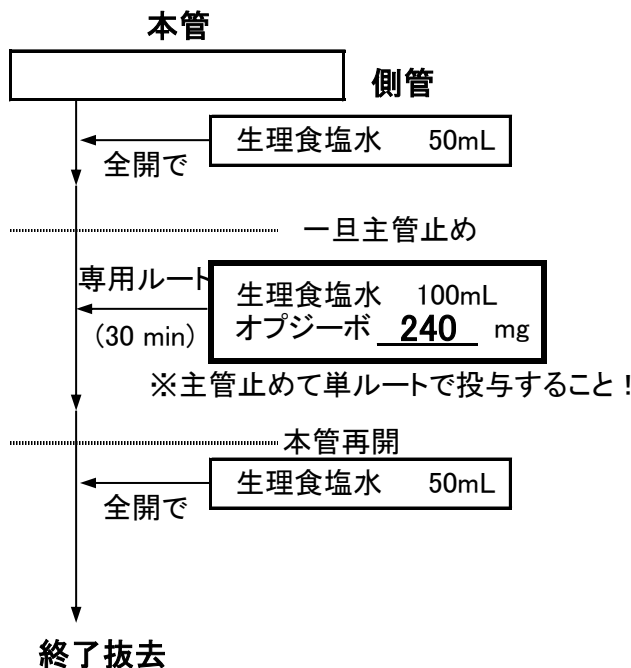 本管
側管
生理食塩水 50mL
全開で
一旦主管止め
専用ルート
(30 min)
生理食塩水 100mL
オプジーボ 240 mg
※主管止めて単ルートで投与すること!
本管再開
生理食塩水 50mL
全開で
終了抜去